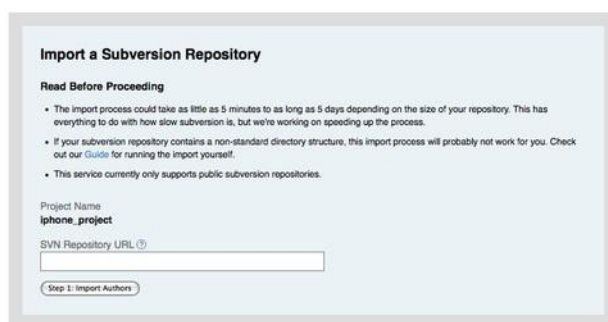 Import a Subversion Repository
Read Before Proceeding
• The import process could take as little as 5 minutes to as long as 5 days depending on the size of your repository. This has
everything to do with how slow subversion is, but we're working on speeding up the process.
• If your subversion repository contains a non-standard directory structure, this import process will probably not work for you. Check
out our Guide for running the import yourself.
• This service currently only supports public subversion repositories.
Project Name
iphone_project
SVN Repository URL ?
Step 1: Import Authors